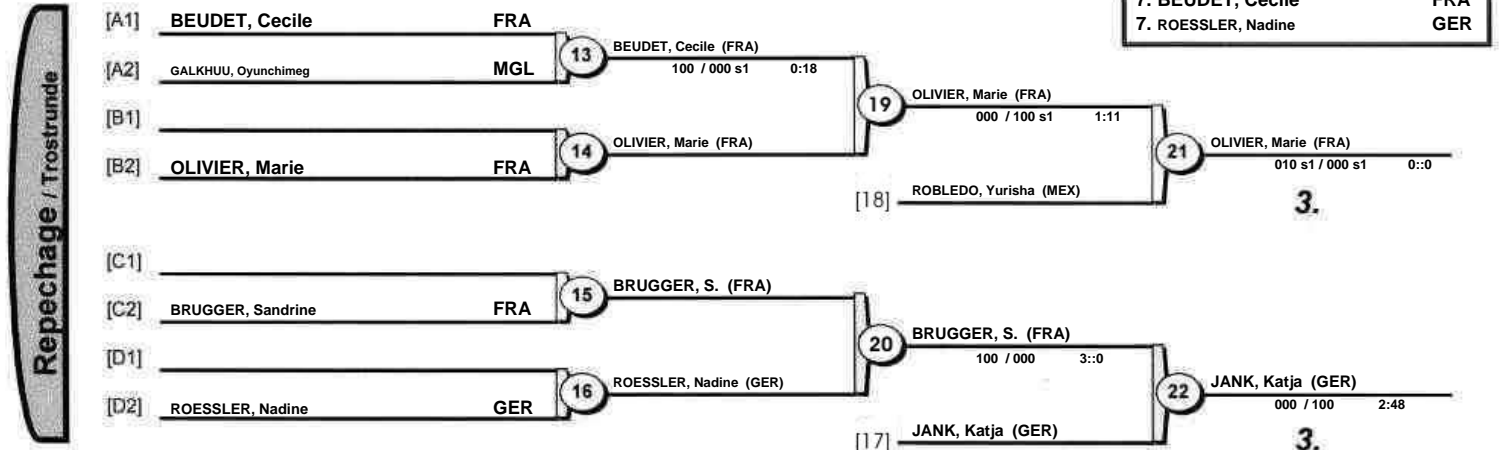 7. BEUDET, Cecile FRA
7. ROESSLER, Nadine GER
Repechage / Trostrunde
[A1] BEUDET, Cecile FRA
[A2] GALKHUU, Oyunchimeg MGL
13
BEUDET, Cecile (FRA)
100 / 000 s1 0:18
[B1]
[B2] OLIVIER, Marie FRA
14
OLIVIER, Marie (FRA)
19
OLIVIER, Marie (FRA)
000 / 100 s1 1:11
[18] ROBLEDO, Yurisha (MEX)
21
OLIVIER, Marie (FRA)
010 s1 / 000 s1 0::0
3.
[C1]
[C2] BRUGGER, Sandrine FRA
15
BRUGGER, S. (FRA)
[D1]
[D2] ROESSLER, Nadine GER
16
ROESSLER, Nadine (GER)
20
BRUGGER, S. (FRA)
100 / 000 3::0
[17] JANK, Katja (GER)
22
JANK, Katja (GER)
000 / 100 2:48
3.